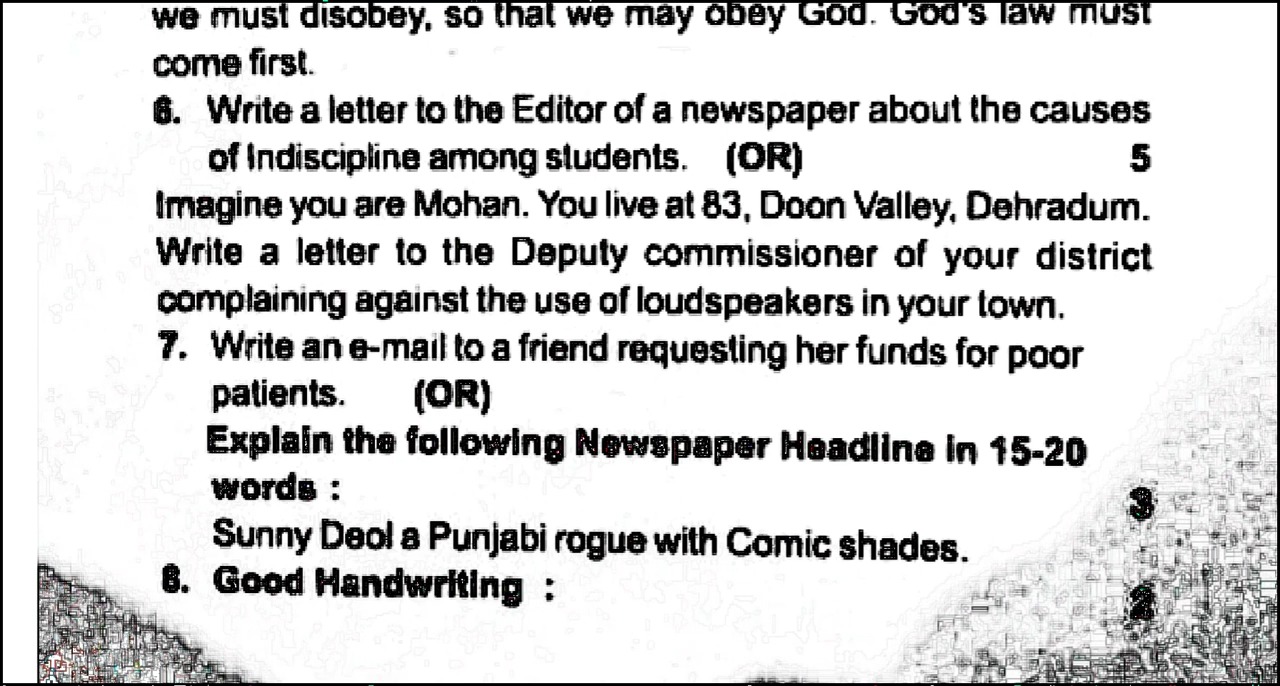 we must disobey, so that we may obey God. God's law must
come first.
6. Write a letter to the Editor of a newspaper about the causes
of Indiscipline among students. (OR) 5
Imagine you are Mohan. You live at 83, Doon Valley, Dehradum.
Write a letter to the Deputy commissioner of your district
complaining against the use of loudspeakers in your town.
7. Write an e-mail to a friend requesting her funds for poor
patients. (OR)
Explain the following Newspaper Headline in 15-20
words : 3
Sunny Deol a Punjabi rogue with Comic shades.
8. Good Handwriting : 2